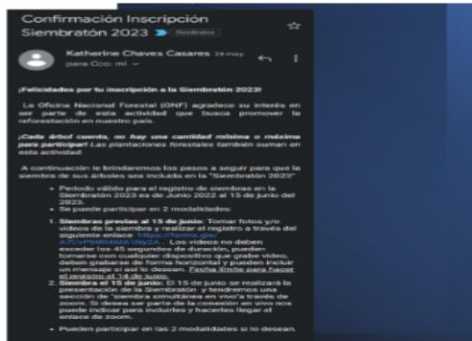 Confirmación Inscripción
Siembratón 2023 Recibidos
Katherine Chaves Casares 24 may.
para Cco: mí
¡Felicidades por tu inscripción a la Siembratón 2023!
La Oficina Nacional Forestal (ONF) agradece su interés en
ser parte de esta actividad que busca promover la
reforestación en nuestro país.
¡Cada árbol cuenta, no hay una cantidad mínima o máxima
para participar! Las plantaciones forestales también suman en
esta actividad.
A continuación le brindaremos los pasos a seguir para que la
siembra de sus árboles sea incluida en la "Siembratón 2023"
• Periodo válido para el registro de siembras en la
Siembratón 2023 es de Junio 2022 al 15 de junio del
2023.
• Se puede participar en 2 modalidades:
1. Siembras previas al 15 de junio: Tomar fotos y/o
videos de la siembra y realizar el registro a través del
siguiente enlace: https://forms.gle/
. Los videos no deben
exceder los 45 segundos de duración, pueden
tomarse con cualquier dispositivo que grabe video,
deben grabarse de forma horizontal y pueden incluir
un mensaje si así lo desean. Fecha límite para hacer
el registro el 14 de junio.
2. Siembra el 15 de junio: El 15 de junio se realizará la
presentación de la Siembratón y tendremos una
sección de "siembra simultánea en vivo"a través de
zoom. Si desea ser parte de la conexión en vivo nos
puede indicar para incluirles y hacerles llegar el
enlace de zoom.
• Pueden participar en las 2 modalidades si lo desean.